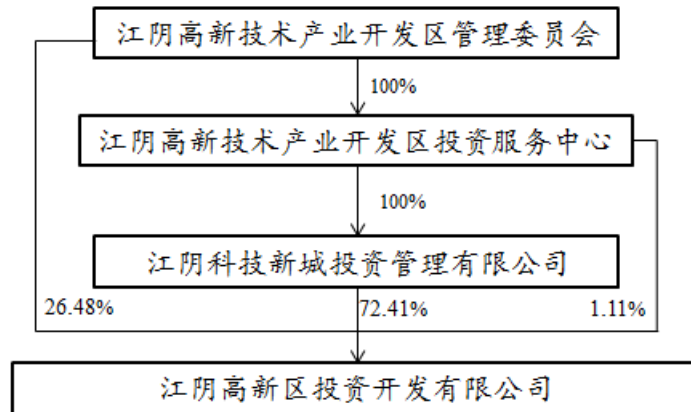 江阴高新技术产业开发区管理委员会
100%
江阴高新技术产业开发区投资服务中心
100%
江阴科技新城投资管理有限公司
26.48%
72.41%
1.11%
江阴高新区投资开发有限公司